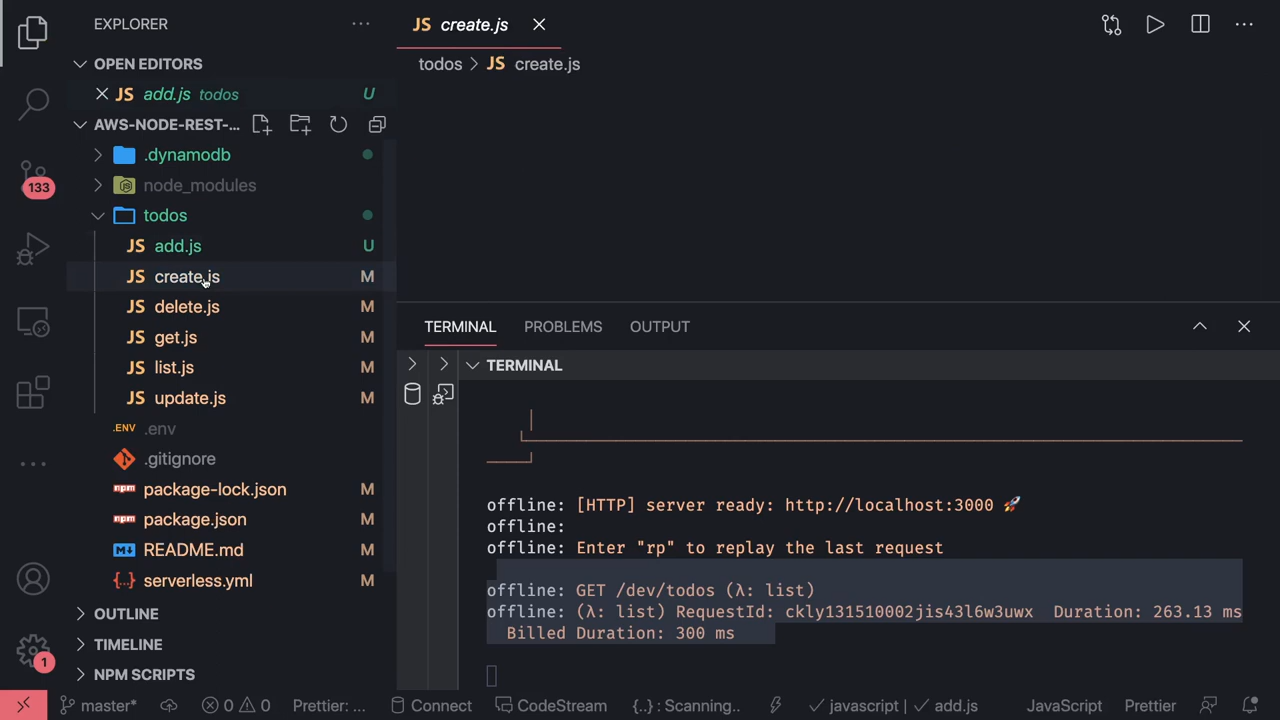 EXPLORER
OPEN EDITORS
JS add.js todos U
AWS-NODE-REST-...
.dynamodb
node_modules
todos
JS add.js U
JS create.js M
JS delete.js M
JS get.js M
JS list.js M
JS update.js M
.ENV .env
.gitignore
npm package-lock.json M
npm package.json M
M README.md M
{..} serverless.yml M
OUTLINE
TIMELINE
NPM SCRIPTS
133
1
JS create.js
todos > JS create.js
TERMINAL PROBLEMS OUTPUT
TERMINAL
offline: [HTTP] server ready: http://localhost:3000 🚀
offline:
offline: Enter "rp" to replay the last request
offline: GET /dev/todos (λ: list)
offline: (λ: list) RequestId: ckly131510002jis43l6w3uwx Duration: 263.13 ms
Billed Duration: 300 ms
master* 0 0 Prettier: ... Connect CodeStream {..} : Scanning.. javascript | add.js JavaScript Prettier